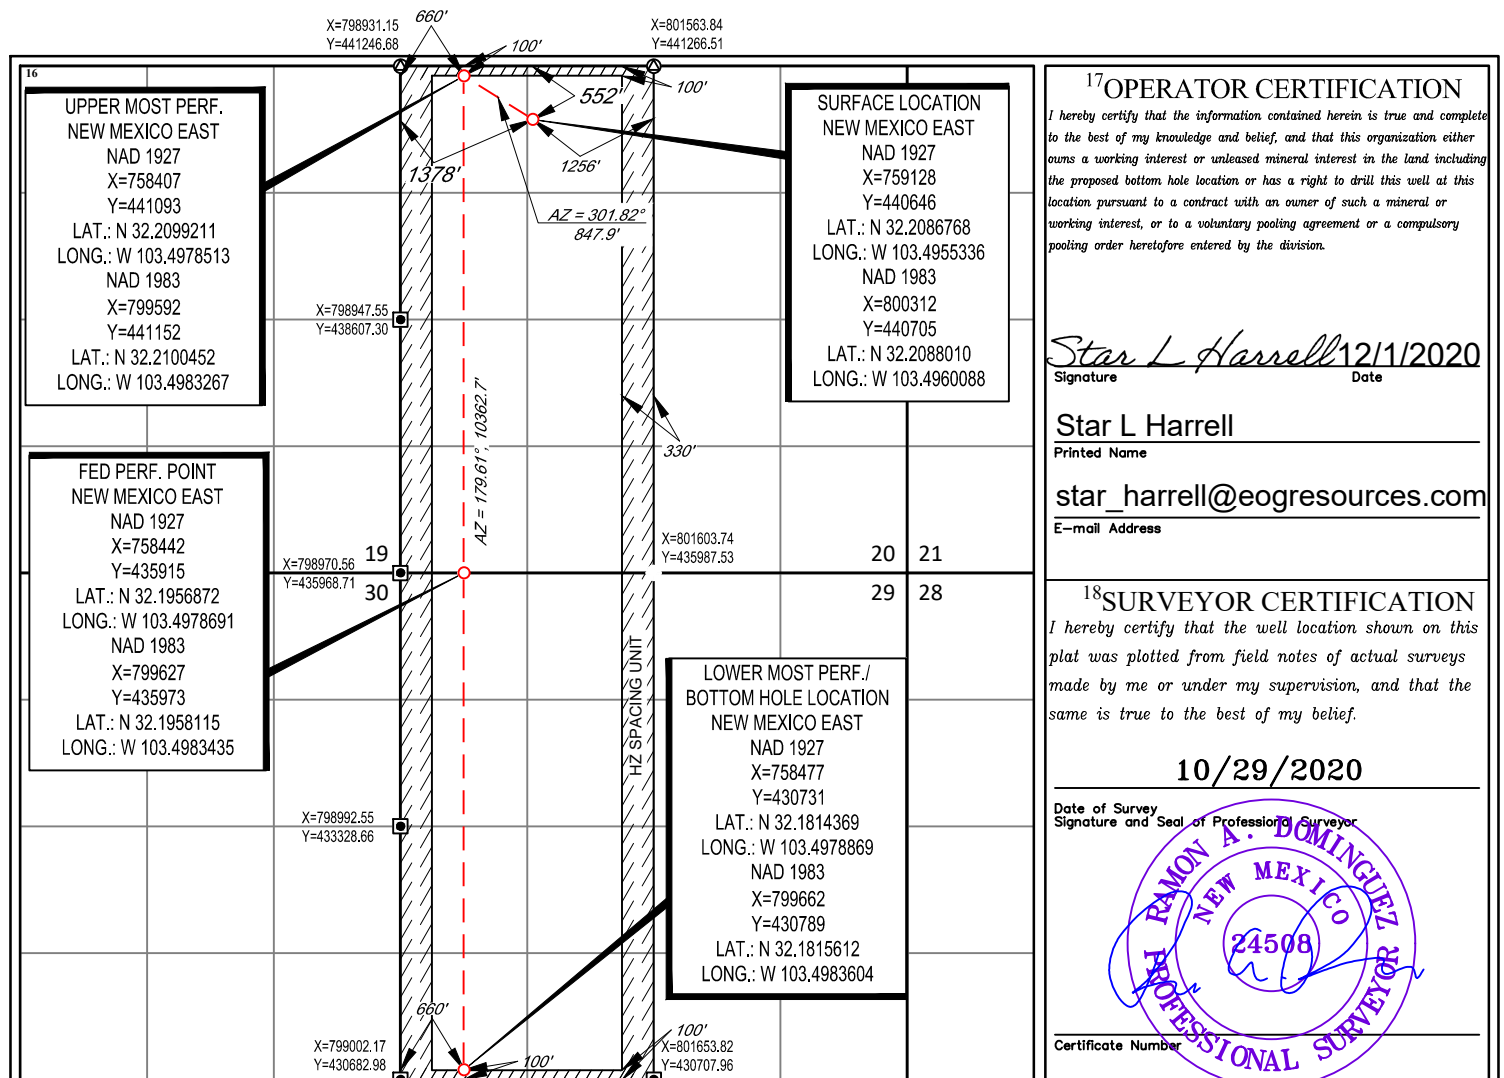 X=798931.15
Y=441246.68
660'
100'
X=801563.84
Y=441266.51
16
UPPER MOST PERF.
NEW MEXICO EAST
NAD 1927
X=758407
Y=441093
LAT.: N 32.2099211
LONG.: W 103.4978513
NAD 1983
X=799592
Y=441152
LAT.: N 32.2100452
LONG.: W 103.4983267
552'
100'
1378'
1256'
AZ = 301.82°
847.9'
SURFACE LOCATION
NEW MEXICO EAST
NAD 1927
X=759128
Y=440646
LAT.: N 32.2086768
LONG.: W 103.4955336
NAD 1983
X=800312
Y=440705
LAT.: N 32.2088010
LONG.: W 103.4960088
X=798947.55
Y=438607.30
AZ = 179.61°, 10362.7'
330'
FED PERF. POINT
NEW MEXICO EAST
NAD 1927
X=758442
Y=435915
LAT.: N 32.1956872
LONG.: W 103.4978691
NAD 1983
X=799627
Y=435973
LAT.: N 32.1958115
LONG.: W 103.4983435
X=798970.56
Y=435968.71
19
30
X=801603.74
Y=435987.53
20 21
29 28
HZ SPACING UNIT
LOWER MOST PERF./
BOTTOM HOLE LOCATION
NEW MEXICO EAST
NAD 1927
X=758477
Y=430731
LAT.: N 32.1814369
LONG.: W 103.4978869
NAD 1983
X=799662
Y=430789
LAT.: N 32.1815612
LONG.: W 103.4983604
X=798992.55
Y=433328.66
660'
100'
X=799002.17
Y=430682.98
100'
X=801653.82
Y=430707.96
17OPERATOR CERTIFICATION
I hereby certify that the information contained herein is true and complete
to the best of my knowledge and belief, and that this organization either
owns a working interest or unleased mineral interest in the land including
the proposed bottom hole location or has a right to drill this well at this
location pursuant to a contract with an owner of such a mineral or
working interest, or to a voluntary pooling agreement or a compulsory
pooling order heretofore entered by the division.
Star L Harrell 12/1/2020
Signature Date
Star L Harrell
Printed Name
star_harrell@eogresources.com
E-mail Address
18SURVEYOR CERTIFICATION
I hereby certify that the well location shown on this
plat was plotted from field notes of actual surveys
made by me or under my supervision, and that the
same is true to the best of my belief.
10/29/2020
Date of Survey
Signature and Seal of Professional Surveyor
RAMON A. DOMINGUEZ
NEW MEXICO
24508
PROFESSIONAL SURVEYOR
Certificate Number